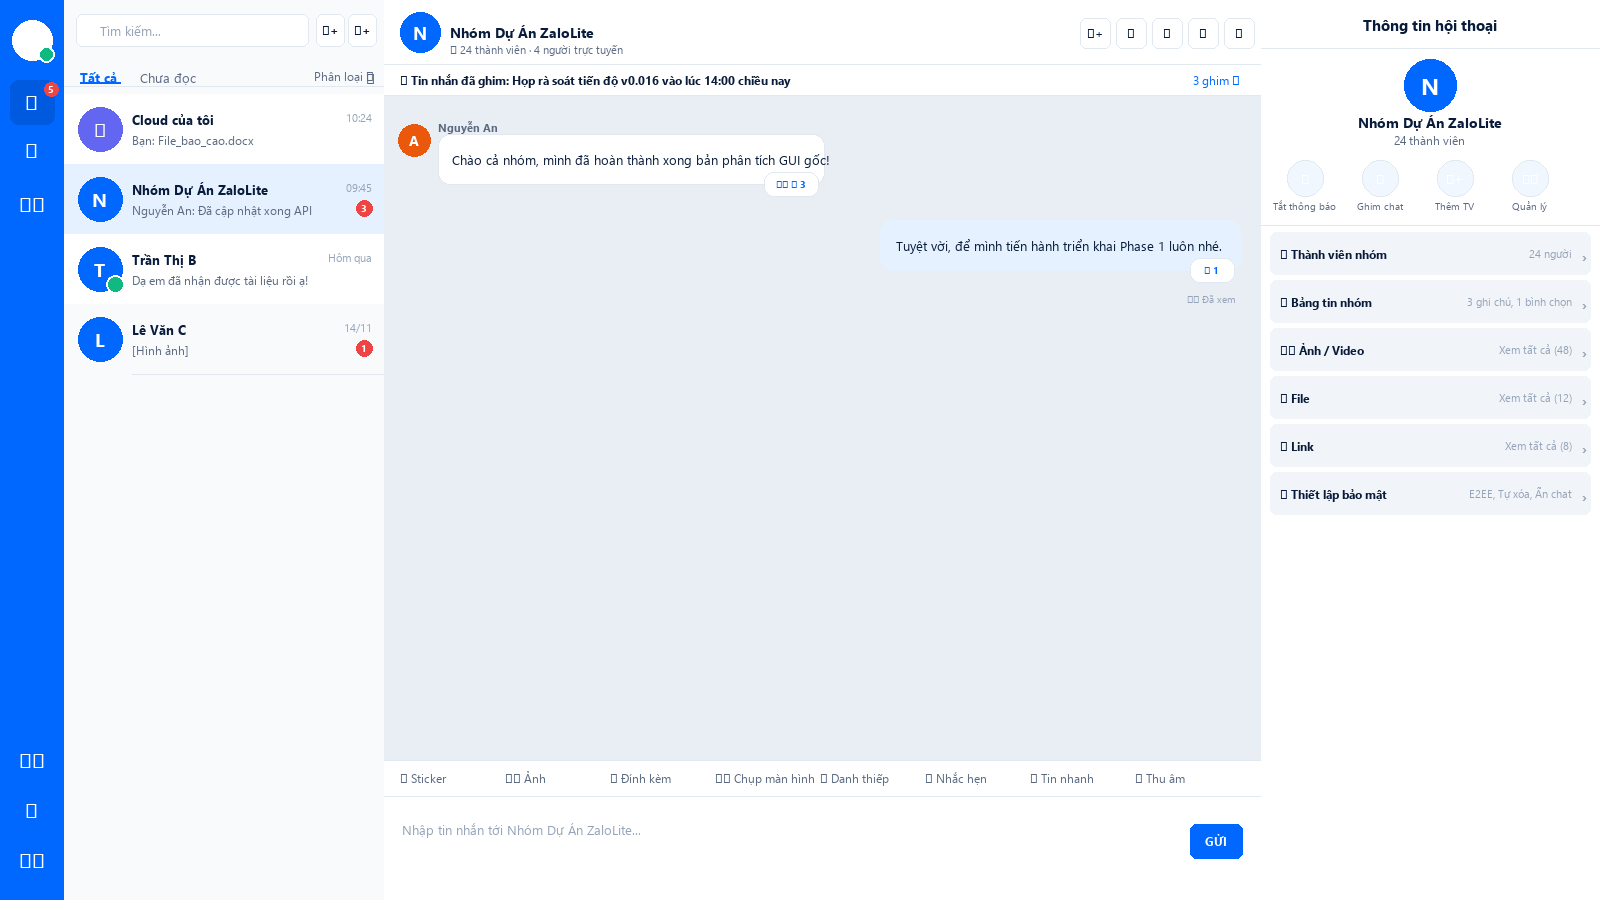 5
Tìm kiếm...
+
+
Tất cả
Chưa đọc
Phân loại
Cloud của tôi
10:24
Bạn: File_bao_cao.docx
N
Nhóm Dự Án ZaloLite
09:45
Nguyễn An: Đã cập nhật xong API
3
T
Trần Thị B
Hôm qua
Dạ em đã nhận được tài liệu rồi ạ!
L
Lê Văn C
14/11
[Hình ảnh]
1
N
Nhóm Dự Án ZaloLite
24 thành viên · 4 người trực tuyến
+
Tin nhắn đã ghim: Họp rà soát tiến độ v0.016 vào lúc 14:00 chiều nay
3 ghim
A
Nguyễn An
Chào cả nhóm, mình đã hoàn thành xong bản phân tích GUI gốc!
3
Tuyệt vời, để mình tiến hành triển khai Phase 1 luôn nhé.
1
Đã xem
Sticker
Ảnh
Đính kèm
Chụp màn hình
Danh thiếp
Nhắc hẹn
Tin nhanh
Thu âm
Nhập tin nhắn tới Nhóm Dự Án ZaloLite...
GỬI
Thông tin hội thoại
N
Nhóm Dự Án ZaloLite
24 thành viên
+
Tắt thông báo
Ghim chat
Thêm TV
Quản lý
Thành viên nhóm
24 người ›
Bảng tin nhóm
3 ghi chú, 1 bình chọn ›
Ảnh / Video
Xem tất cả (48) ›
File
Xem tất cả (12) ›
Link
Xem tất cả (8) ›
Thiết lập bảo mật
E2EE, Tự xóa, Ẩn chat ›